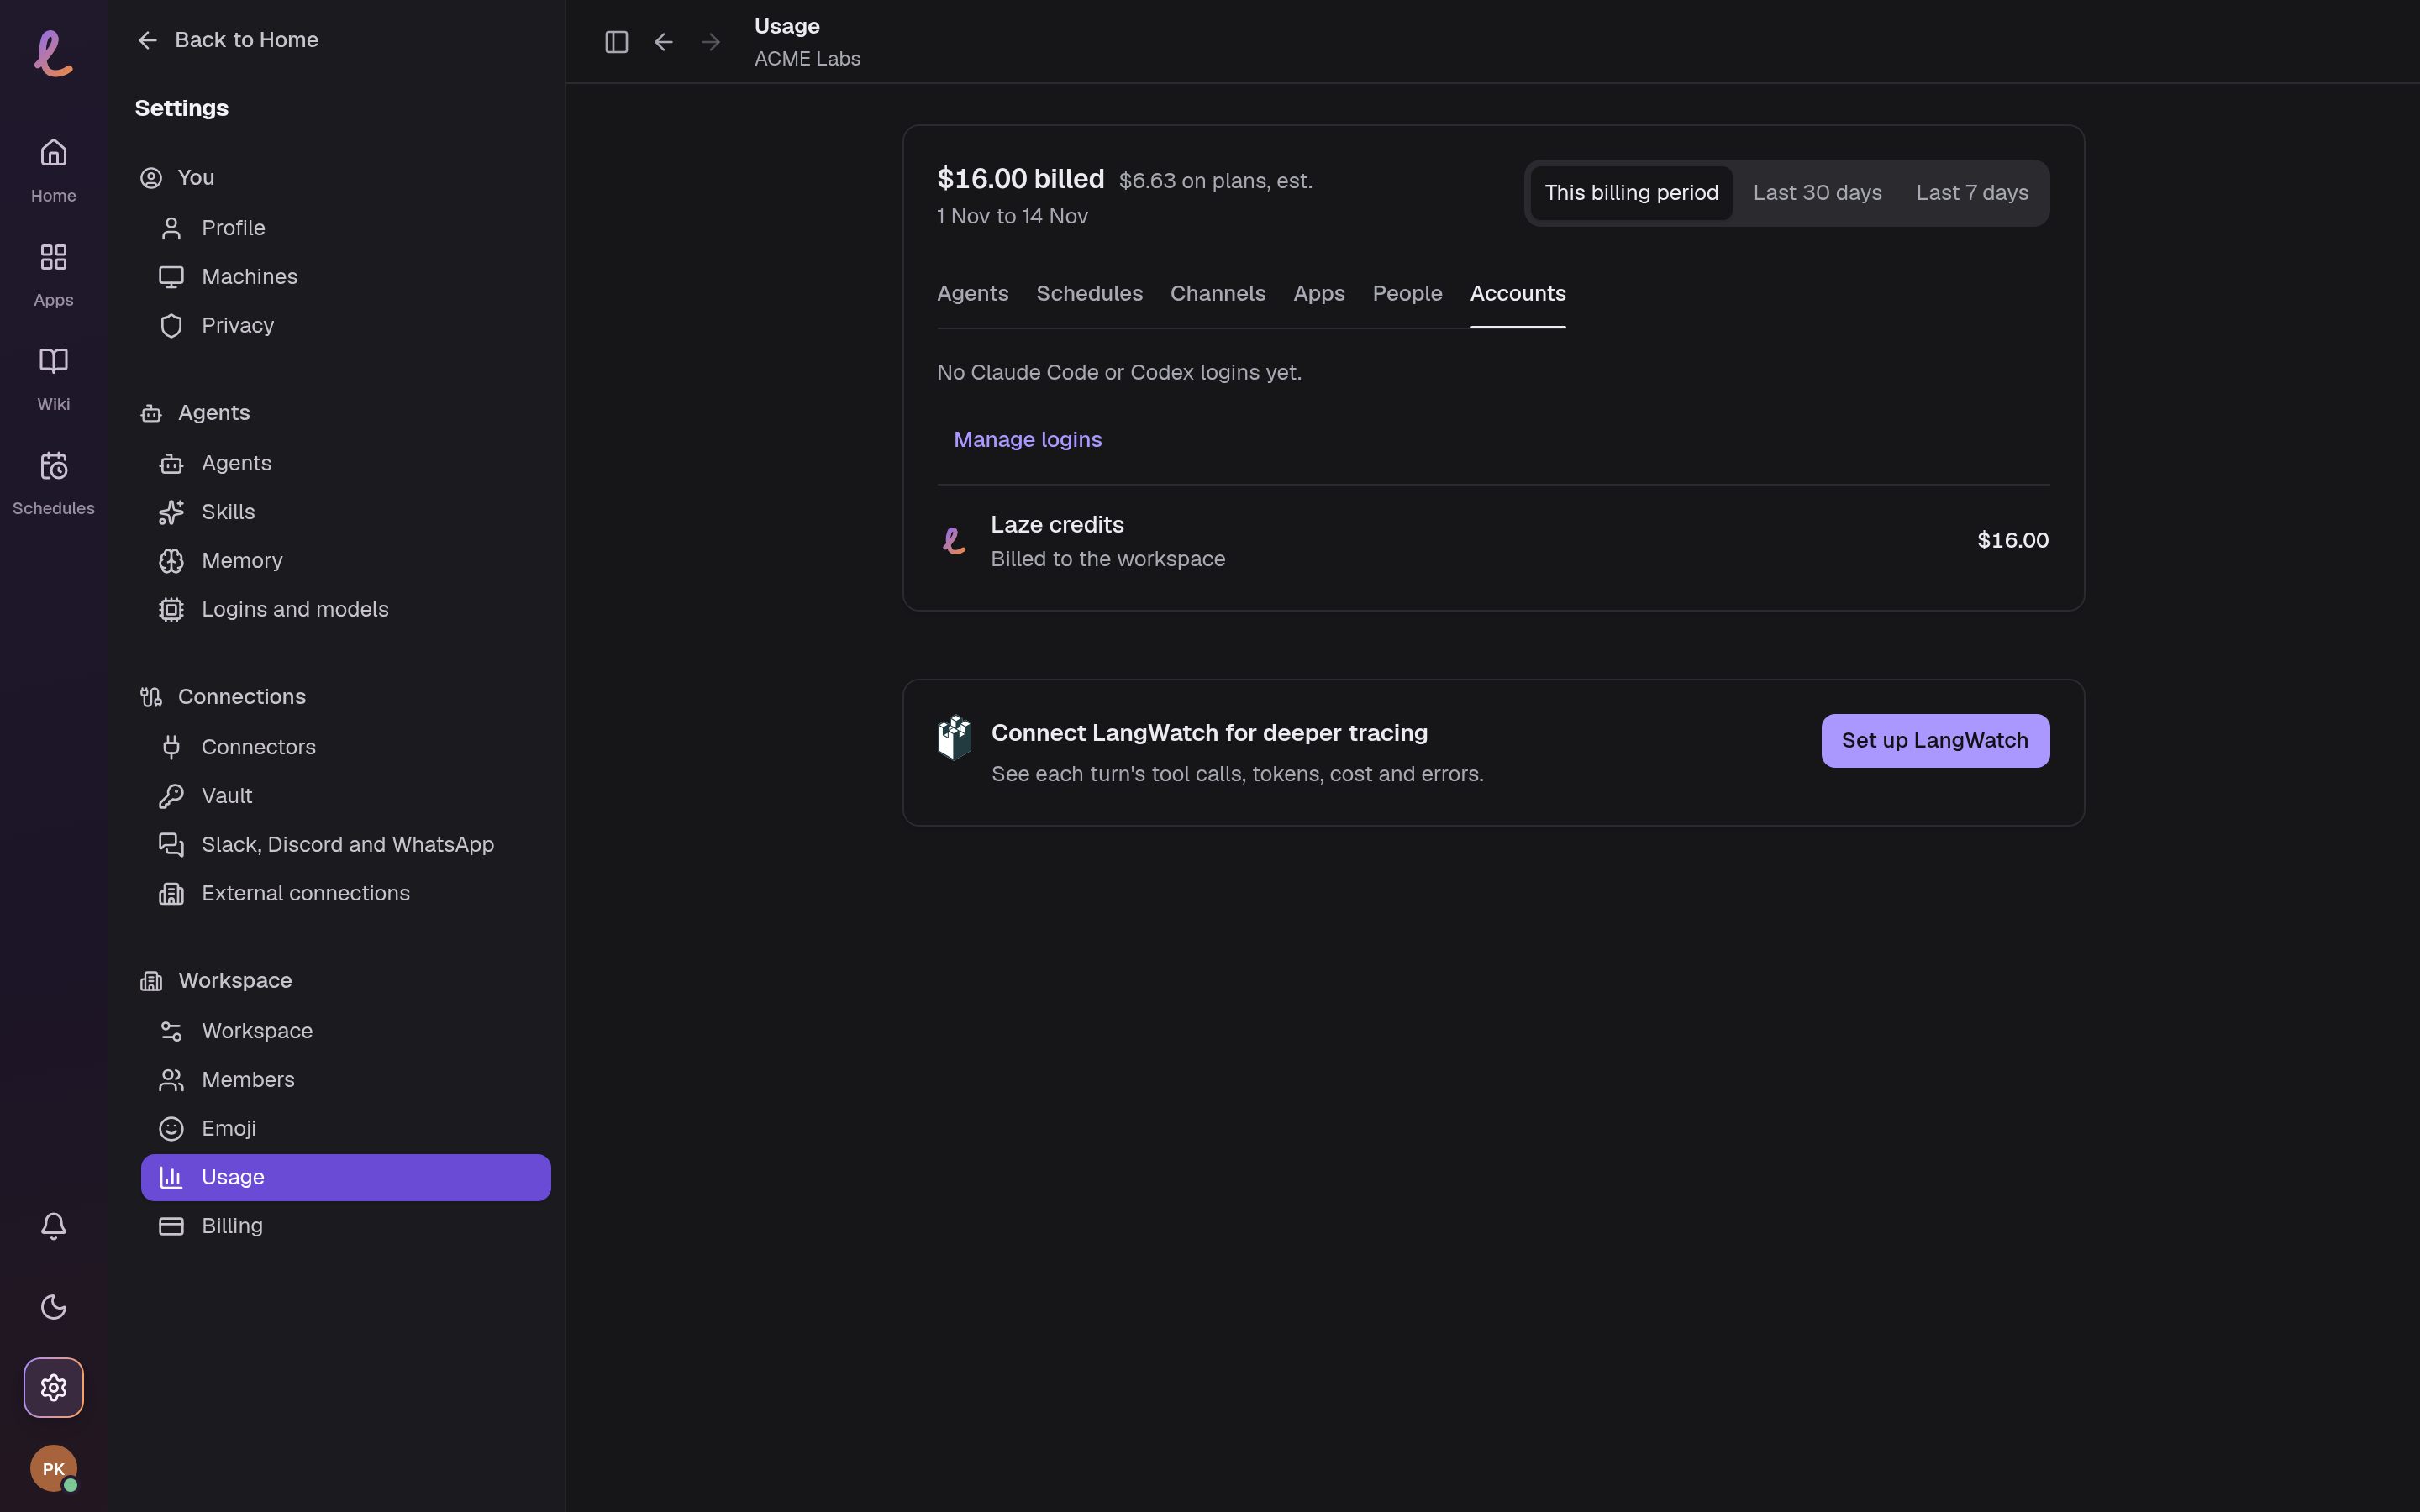 Back to Home
Settings
You
Profile
Machines
Privacy
Agents
Agents
Skills
Memory
Logins and models
Connections
Connectors
Vault
Slack, Discord and WhatsApp
External connections
Workspace
Workspace
Members
Emoji
Usage
Billing
Home
Apps
Wiki
Schedules
PK
Usage
ACME Labs
$16.00 billed $6.63 on plans, est.
1 Nov to 14 Nov
This billing period Last 30 days Last 7 days
Agents Schedules Channels Apps People Accounts
No Claude Code or Codex logins yet.
Manage logins
Laze credits
Billed to the workspace
$16.00
Connect LangWatch for deeper tracing
See each turn's tool calls, tokens, cost and errors.
Set up LangWatch